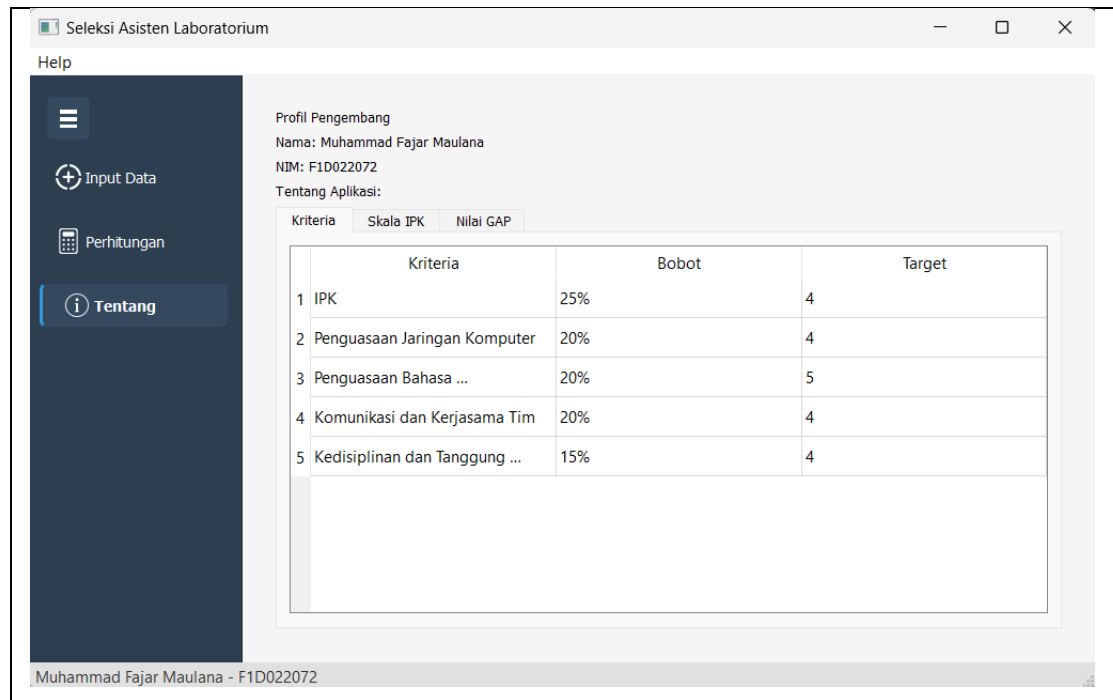 Seleksi Asisten Laboratorium
Help
Input Data
Perhitungan
Tentang
Profil Pengembang
Nama: Muhammad Fajar Maulana
NIM: F1D022072
Tentang Aplikasi:
Kriteria Skala IPK Nilai GAP
Kriteria Bobot Target
1 IPK 25% 4
2 Penguasaan Jaringan Komputer 20% 4
3 Penguasaan Bahasa ... 20% 5
4 Komunikasi dan Kerjasama Tim 20% 4
5 Kedisiplinan dan Tanggung ... 15% 4
Muhammad Fajar Maulana - F1D022072